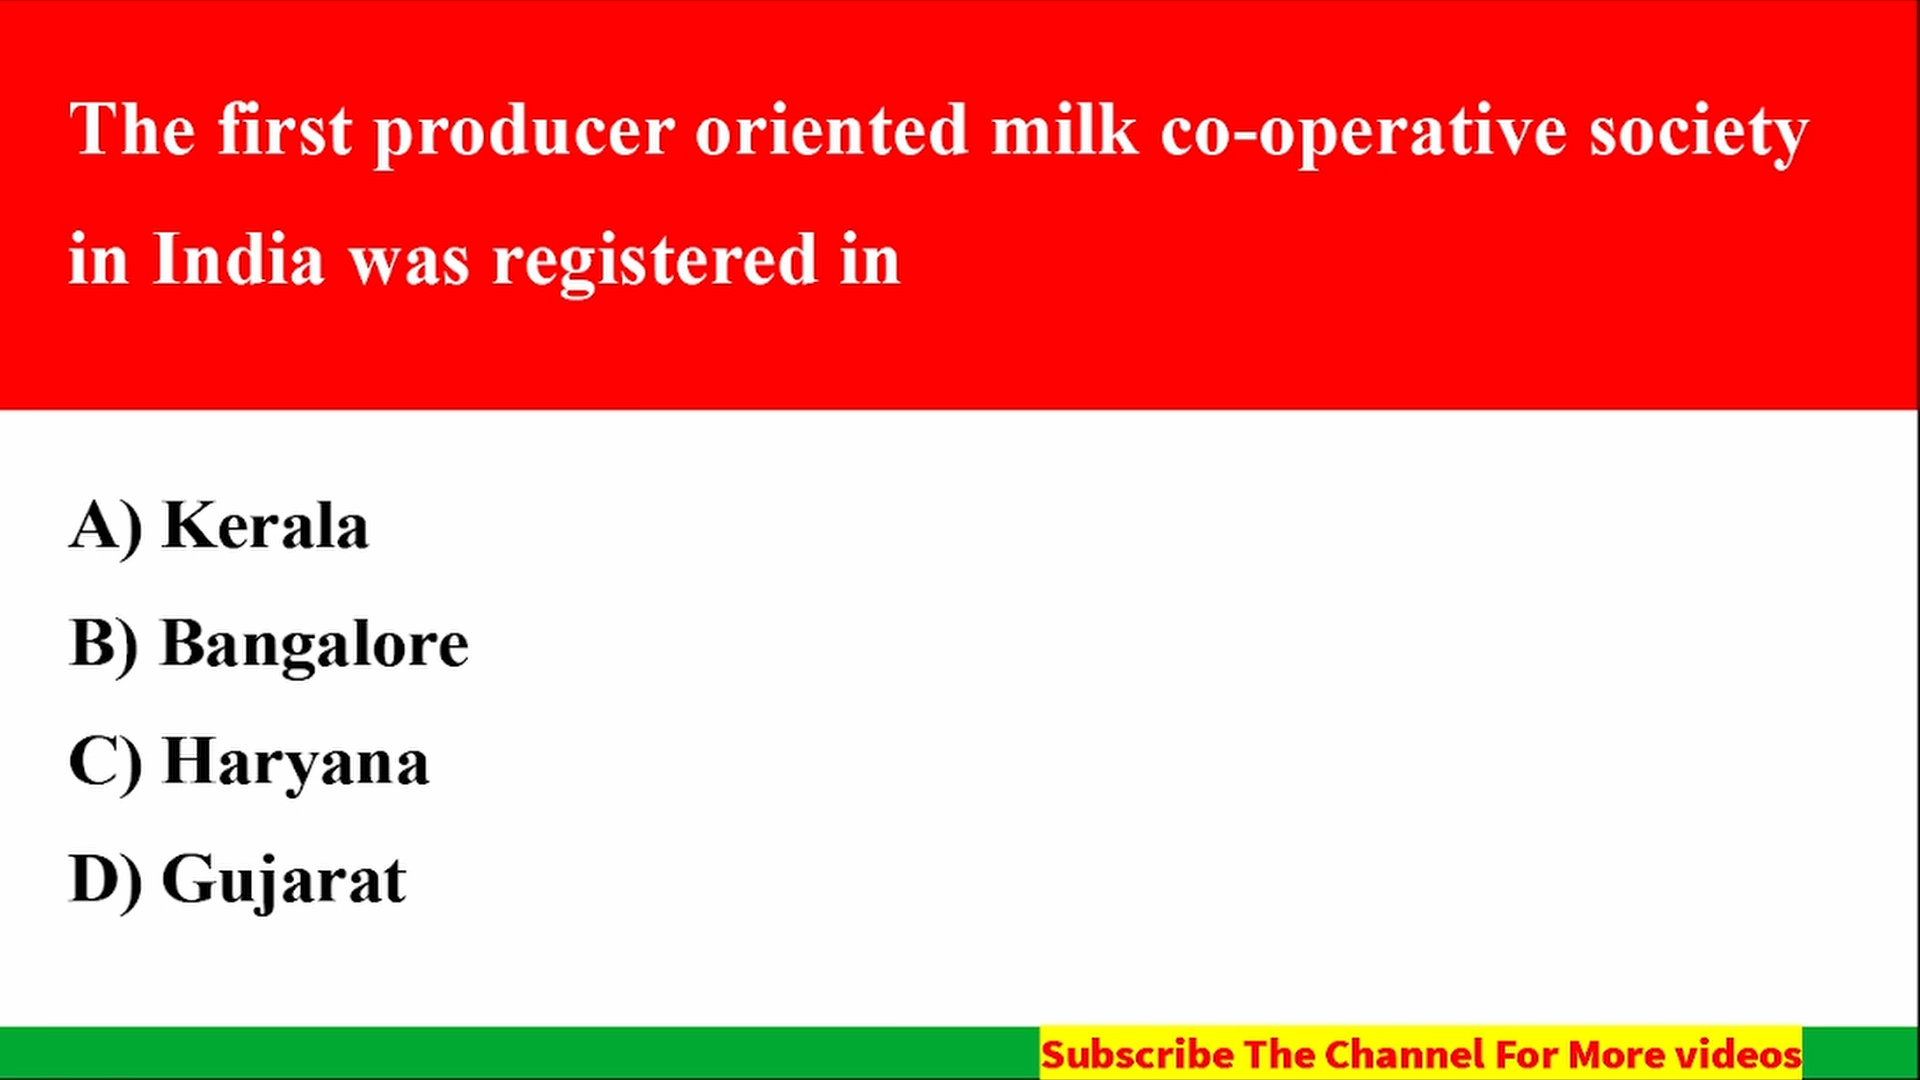 The first producer oriented milk co-operative society
in India was registered in
A) Kerala
B) Bangalore
C) Haryana
D) Gujarat
Subscribe The Channel For More videos